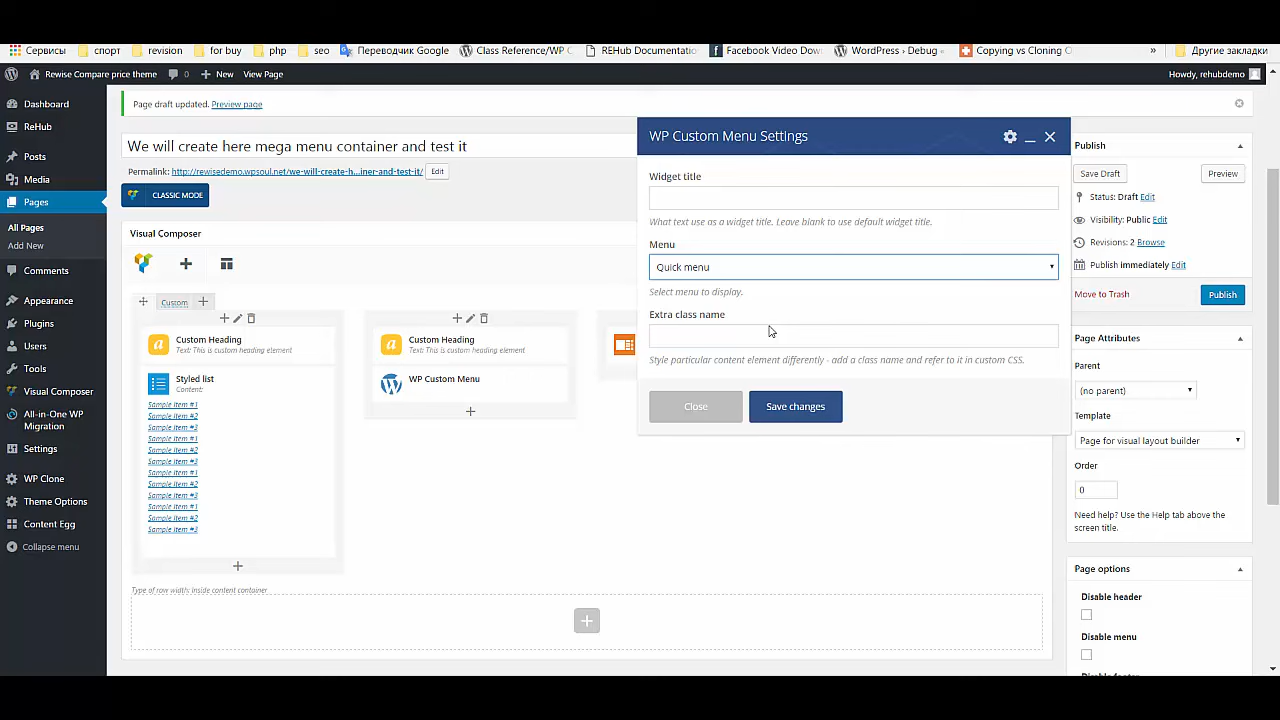 Сервисы спорт revision for buy php seo Переводчик Google Class Reference/WP C REHub Documentatio Facebook Video Dow WordPress › Debug « Copying vs Cloning C » Другие закладки
Rewise Compare price theme 0 New View Page Howdy, rehubdemo
Dashboard
ReHub
Posts
Media
Pages
All Pages
Add New
Comments
Appearance
Plugins
Users
Tools
Visual Composer
All-in-One WP
Migration
Settings
WP Clone
Theme Options
Content Egg
Collapse menu
Page draft updated. Preview page
We will create here mega menu container and test it
Permalink: http://rewisedemo.wpsoul.net/we-will-create-h...iner-and-test-it/ Edit
CLASSIC MODE
Visual Composer
Custom
Custom Heading
Text: This is custom heading element
Styled list
Content:
Sample Item #1
Sample Item #2
Sample Item #3
Sample Item #1
Sample Item #2
Sample Item #3
Sample Item #1
Sample Item #2
Sample Item #3
Sample Item #1
Sample Item #2
Sample Item #3
Custom Heading
Text: This is custom heading element
WP Custom Menu
Type of row width inside content container
WP Custom Menu Settings
Widget title
What text use as a widget title. Leave blank to use default widget title.
Menu
Quick menu
Select menu to display.
Extra class name
Style particular content element differently - add a class name and refer to it in custom CSS.
Close Save changes
Publish
Save Draft Preview
Status: Draft Edit
Visibility: Public Edit
Revisions: 2 Browse
Publish immediately Edit
Move to Trash Publish
Page Attributes
Parent
(no parent)
Template
Page for visual layout builder
Order
0
Need help? Use the Help tab above the
screen title.
Page options
Disable header
Disable menu